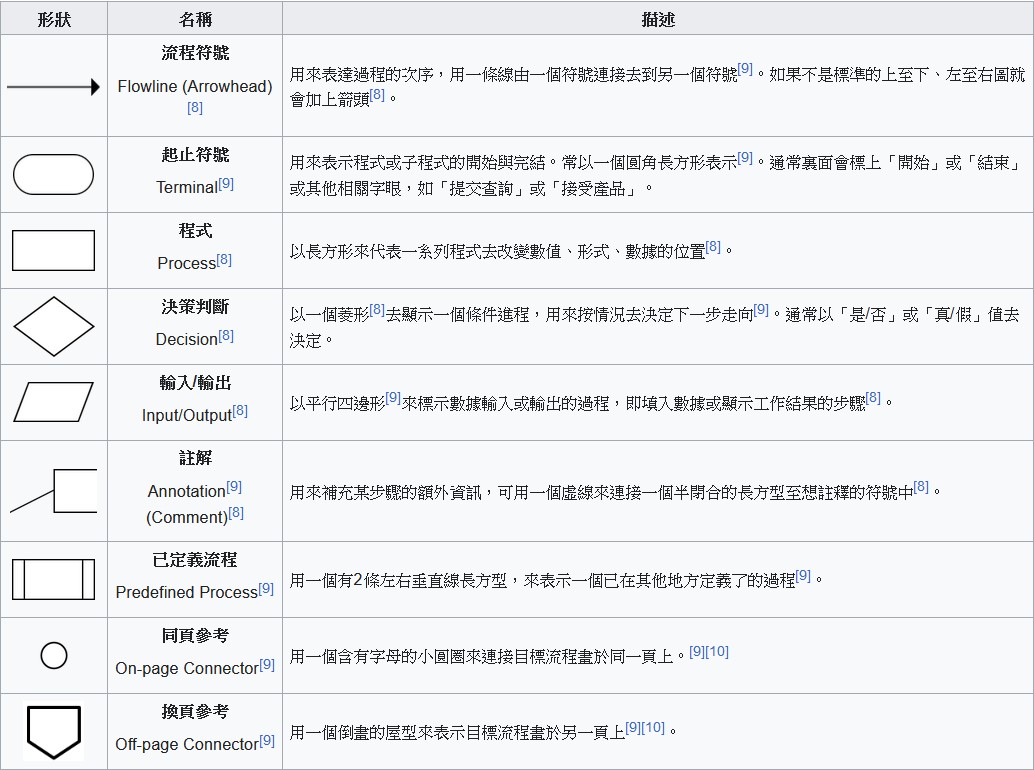 形狀 名稱 描述
流程符號
Flowline (Arrowhead)
[8]
用來表達過程的次序，用一條線由一個符號連接去到另一個符號[9]。如果不是標準的上至下、左至右圖就
會加上箭頭[8]。
起止符號
Terminal[9]
用來表示程式或子程式的開始與完結。常以一個圓角長方形表示[9]。通常裏面會標上「開始」或「結束」
或其他相關字眼，如「提交查詢」或「接受產品」。
程式
Process[8]
以長方形來代表一系列程式去改變數值、形式、數據的位置[8]。
決策判斷
Decision[8]
以一個菱形[8]去顯示一個條件進程，用來按情況去決定下一步走向[9]。通常以「是/否」或「真/假」值去
決定。
輸入/輸出
Input/Output[8]
以平行四邊形[9]來標示數據輸入或輸出的過程，即填入數據或顯示工作結果的步驟[8]。
註解
Annotation[9]
(Comment)[8]
用來補充某步驟的額外資訊，可用一個虛線來連接一個半閉合的長方型至想註釋的符號中[8]。
已定義流程
Predefined Process[9]
用一個有2條左右垂直線長方型，來表示一個已在其他地方定義了的過程[9]。
同頁參考
On-page Connector[9]
用一個含有字母的小圓圈來連接目標流程畫於同一頁上。[9][10]
換頁參考
Off-page Connector[9]
用一個倒畫的屋型來表示目標流程畫於另一頁上[9][10]。